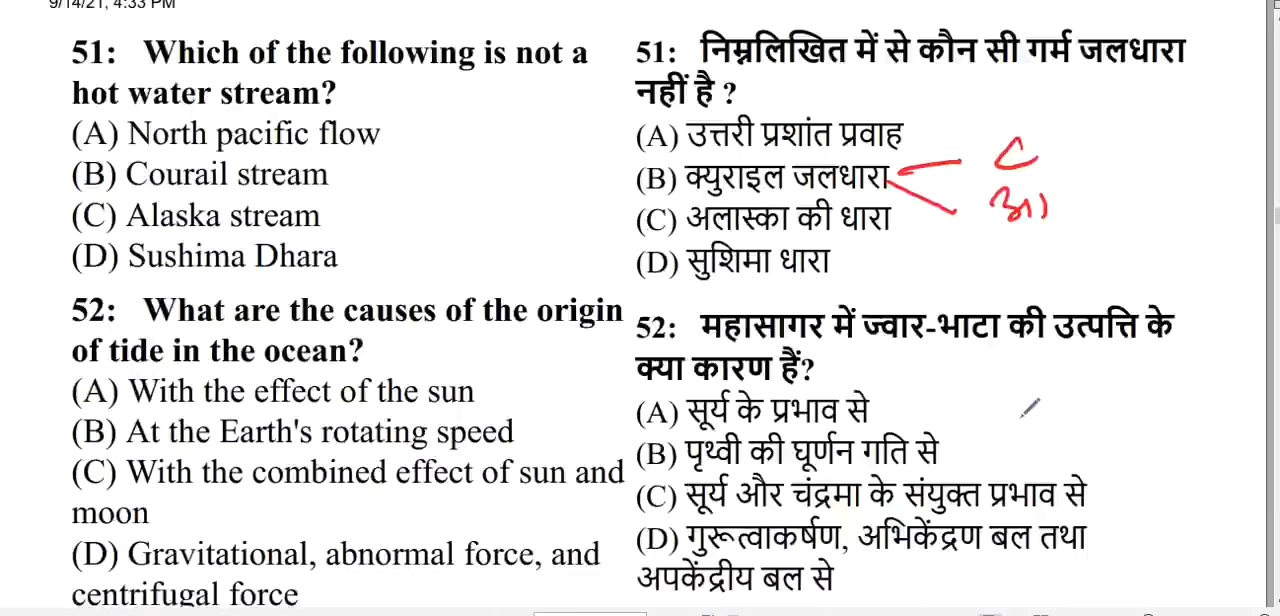 9/14/21, 4:33 PM
51: Which of the following is not a
hot water stream?
(A) North pacific flow
(B) Courail stream
(C) Alaska stream
(D) Sushima Dhara
52: What are the causes of the origin
of tide in the ocean?
(A) With the effect of the sun
(B) At the Earth's rotating speed
(C) With the combined effect of sun and
moon
(D) Gravitational, abnormal force, and
centrifugal force
51: निम्नलिखित में से कौन सी गर्म जलधारा
नहीं है ?
(A) उत्तरी प्रशांत प्रवाह
(B) क्युराइल जलधारा
(C) अलास्का की धारा
(D) सुशिमा धारा
C
52: महासागर में ज्वार-भाटा की उत्पत्ति के
क्या कारण हैं?
(A) सूर्य के प्रभाव से
(B) पृथ्वी की घूर्णन गति से
(C) सूर्य और चंद्रमा के संयुक्त प्रभाव से
(D) गुरूत्वाकर्षण, अभिकेंद्रण बल तथा
अपकेंद्रीय बल से